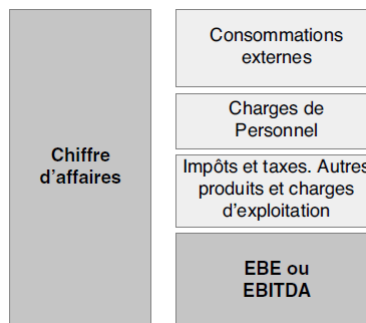 Chiffre
d'affaires
Consommations
externes
Charges de
Personnel
Impôts et taxes. Autres
produits et charges
d'exploitation
EBE ou
EBITDA